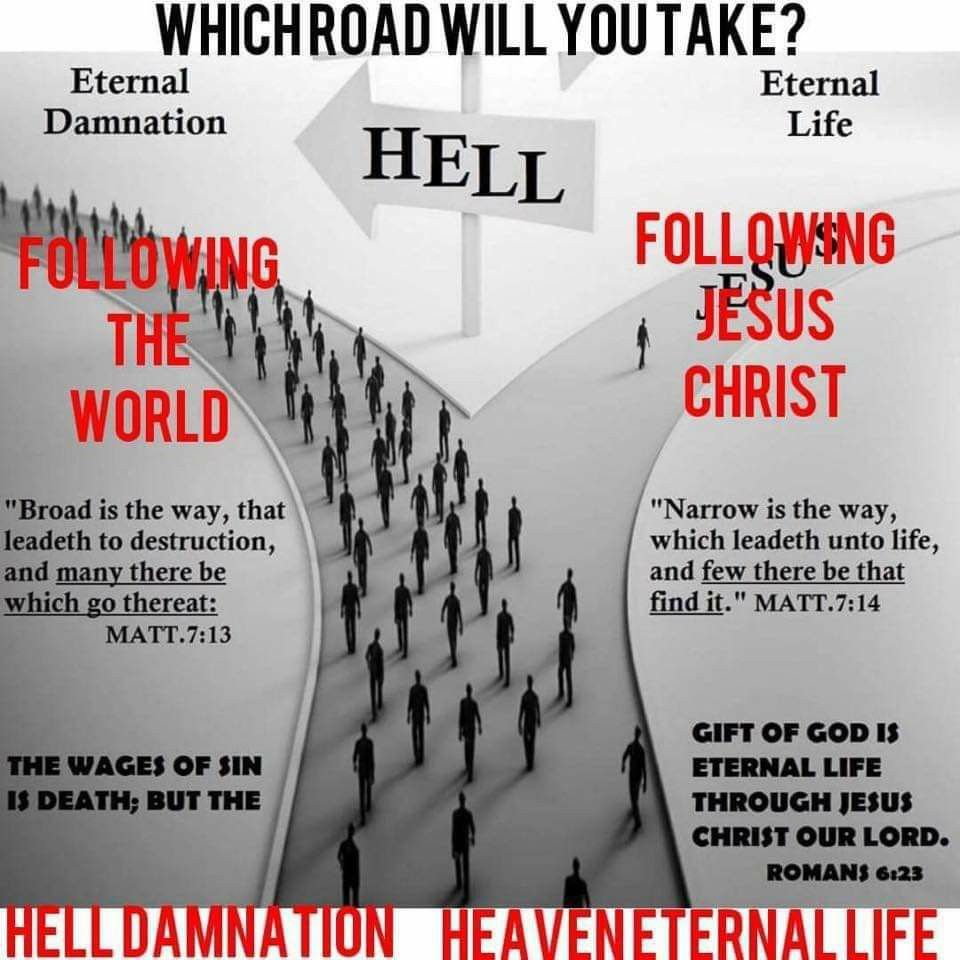 WHICH ROAD WILL YOU TAKE?
Eternal
Damnation
HELL
Eternal
Life
FOLLOWING
THE
WORLD
FOLLOWING
JESUS
CHRIST
JESUS
"Broad is the way, that
leadeth to destruction,
and many there be
which go thereat:
MATT.7:13
"Narrow is the way,
which leadeth unto life,
and few there be that
find it." MATT.7:14
THE WAGES OF SIN
IS DEATH; BUT THE
GIFT OF GOD IS
ETERNAL LIFE
THROUGH JESUS
CHRIST OUR LORD.
ROMANS 6:23
HELL DAMNATION
HEAVEN ETERNAL LIFE